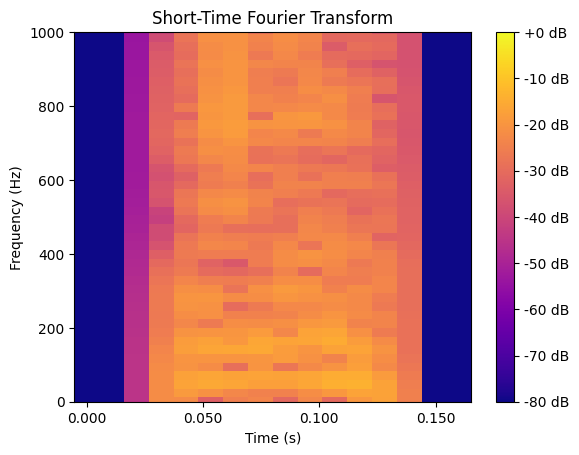 Short-Time Fourier Transform
Frequency (Hz)
1000
800
600
400
200
0
0.000 0.050 0.100 0.150
Time (s)
+0 dB
-10 dB
-20 dB
-30 dB
-40 dB
-50 dB
-60 dB
-70 dB
-80 dB